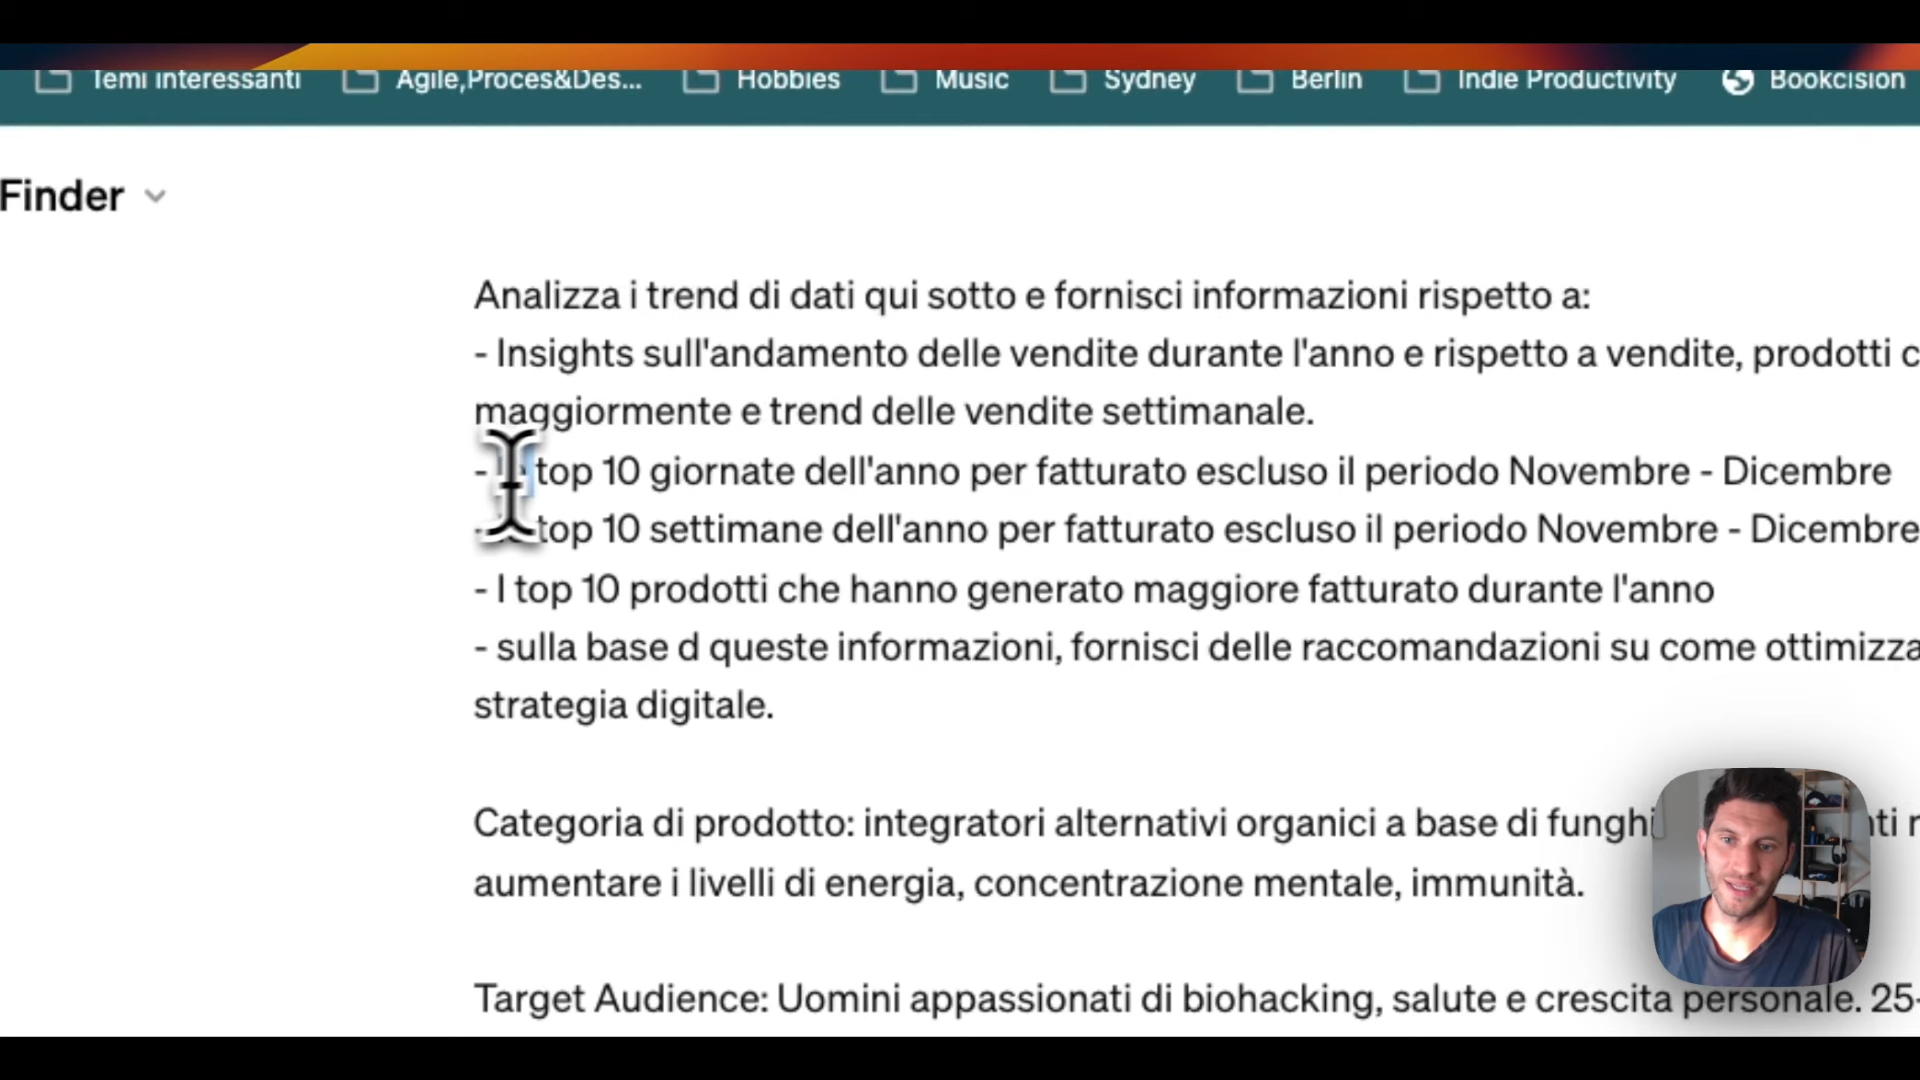 Temi interessanti Agile,Proces&Des... Hobbies Music Sydney Berlin Indie Productivity Bookcision
Finder
Analizza i trend di dati qui sotto e fornisci informazioni rispetto a:
- Insights sull'andamento delle vendite durante l'anno e rispetto a vendite, prodotti
maggiormente e trend delle vendite settimanale.
- top 10 giornate dell'anno per fatturato escluso il periodo Novembre - Dicembre
- top 10 settimane dell'anno per fatturato escluso il periodo Novembre - Dicembre
- I top 10 prodotti che hanno generato maggiore fatturato durante l'anno
- sulla base d queste informazioni, fornisci delle raccomandazioni su come ottimizza
strategia digitale.
Categoria di prodotto: integratori alternativi organici a base di funghi
aumentare i livelli di energia, concentrazione mentale, immunità.
Target Audience: Uomini appassionati di biohacking, salute e crescita personale. 25-